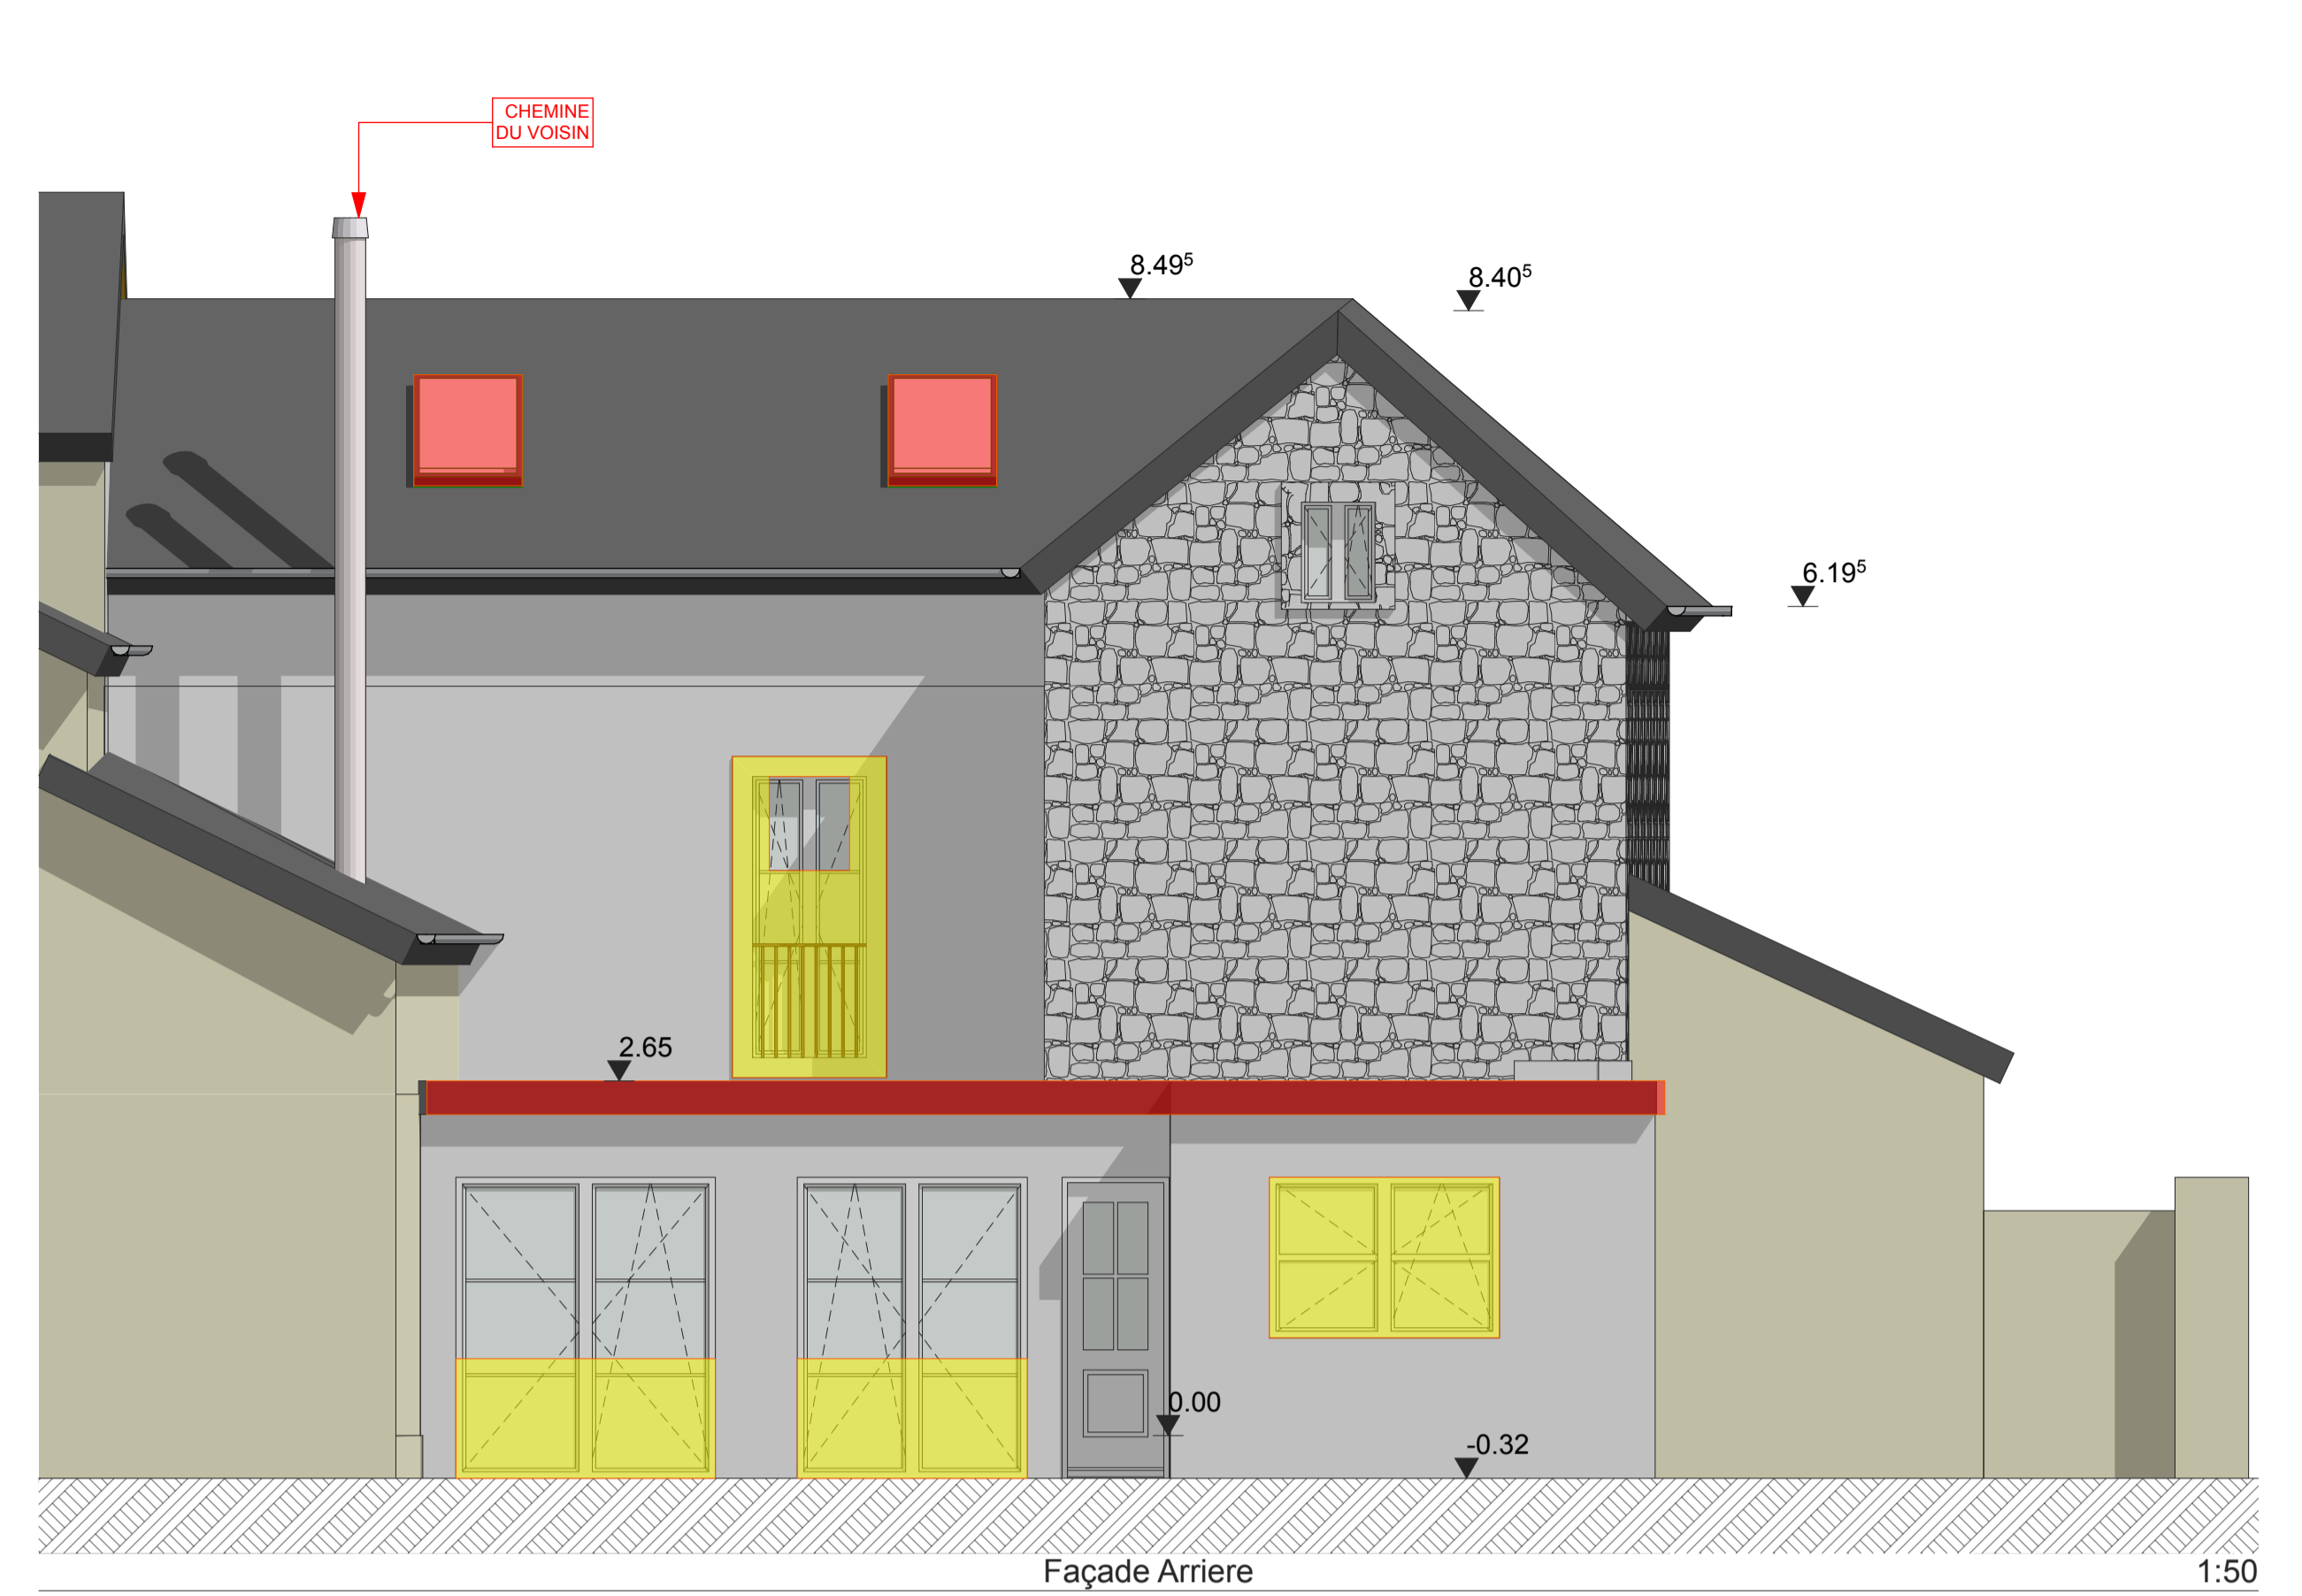 CHEMINE
DU VOISIN
8.49⁵
8.40⁵
6.19⁵
2.65
0.00
-0.32
Façade Arriere
1:50